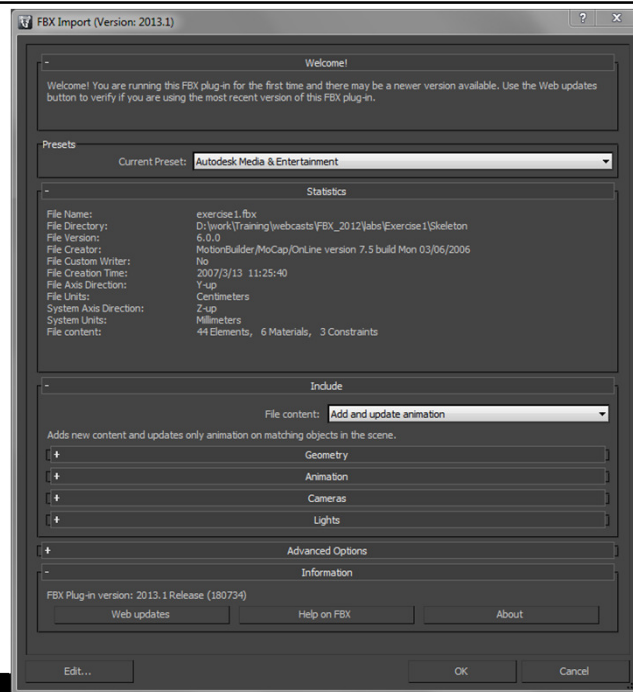 FBX Import (Version: 2013.1)
Welcome!
Welcome! You are running this FBX plug-in for the first time and there may be a newer version available. Use the Web updates
button to verify if you are using the most recent version of this FBX plug-in.
Presets
Current Preset: Autodesk Media & Entertainment
Statistics
File Name: exercise1.fbx
File Directory: D:\work\Training\webcasts\FBX_2012\labs\Exercise1\Skeleton
File Version: 6.0.0
File Creator: MotionBuilder/MoCap/OnLine version 7.5 build Mon 03/06/2006
File Custom Writer: No
File Creation Time: 2007/3/13 11:25:40
File Axis Direction: Y-up
File Units: Centimeters
System Axis Direction: Z-up
System Units: Millimeters
File content: 44 Elements, 6 Materials, 3 Constraints
Include
File content: Add and update animation
Adds new content and updates only animation on matching objects in the scene.
Geometry
Animation
Cameras
Lights
Advanced Options
Information
FBX Plug-in version: 2013.1 Release (180734)
Web updates Help on FBX About
Edit... OK Cancel